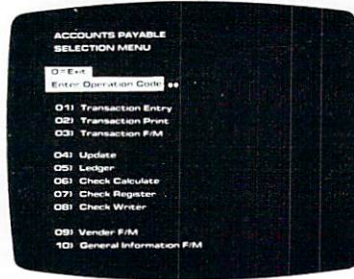 ACCOUNTS PAYABLE
SELECTION MENU
0=Exit
Enter Operation Code
01) Transaction Entry
02) Transaction Print
03) Transaction F/M
04) Update
05) Ledger
06) Check Calculate
07) Check Register
08) Check Writer
09) Vender F/M
10) General Information F/M